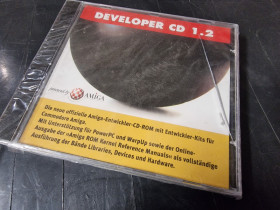 DEVELOPER CD 1.2
powered by
AMIGA
Die neue offizielle Amiga-Entwickler-CD-ROM mit Entwickler-Kits für
Commodore Amiga.
Mit Unterstützung für PowerPC und WarpUp sowie der Online-
Ausgabe der »Amiga ROM Kernel Reference Manuals« als vollständige
Ausführung der Bände Libraries, Devices und Hardware.